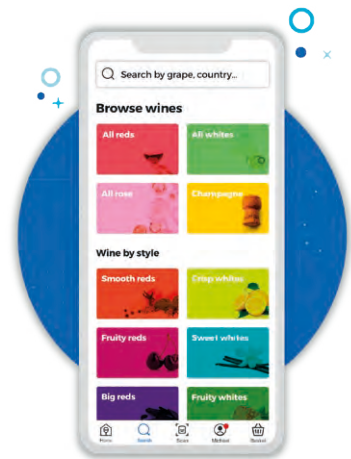 Search by grape, country...
Browse wines
All reds
All whites
All rose
Champagne
Wine by style
Smooth reds
Crisp whites
Fruity reds
Sweet whites
Big reds
Fruity whites
Home
Search
Scan
Basket